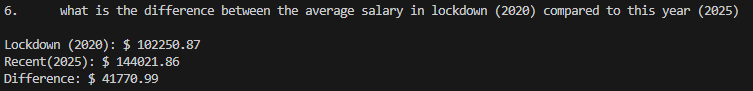 6. what is the difference between the average salary in lockdown (2020) compared to this year (2025)
Lockdown (2020): $ 102250.87
Recent(2025): $ 144021.86
Difference: $ 41770.99